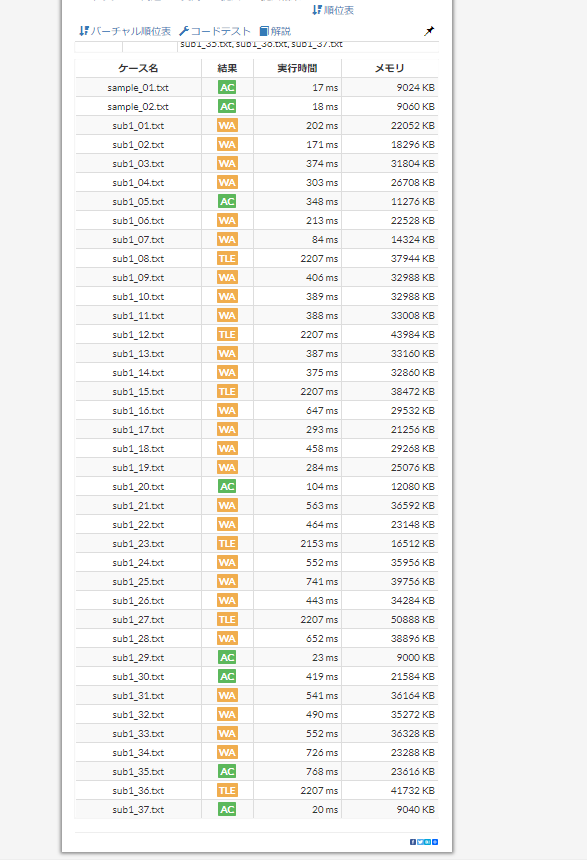 順位表
バーチャル順位表 コードテスト 解説
sub1_35.txt, sub1_36.txt, sub1_37.txt
ケース名 結果 実行時間 メモリ
sample_01.txt AC 17 ms 9024 KB
sample_02.txt AC 18 ms 9060 KB
sub1_01.txt WA 202 ms 22052 KB
sub1_02.txt WA 171 ms 18296 KB
sub1_03.txt WA 374 ms 31804 KB
sub1_04.txt WA 303 ms 26708 KB
sub1_05.txt AC 348 ms 11276 KB
sub1_06.txt WA 213 ms 22528 KB
sub1_07.txt WA 84 ms 14324 KB
sub1_08.txt TLE 2207 ms 37944 KB
sub1_09.txt WA 406 ms 32988 KB
sub1_10.txt WA 389 ms 32988 KB
sub1_11.txt WA 388 ms 33008 KB
sub1_12.txt TLE 2207 ms 43984 KB
sub1_13.txt WA 387 ms 33160 KB
sub1_14.txt WA 375 ms 32860 KB
sub1_15.txt TLE 2207 ms 38472 KB
sub1_16.txt WA 647 ms 29532 KB
sub1_17.txt WA 293 ms 21256 KB
sub1_18.txt WA 458 ms 29268 KB
sub1_19.txt WA 284 ms 25076 KB
sub1_20.txt AC 104 ms 12080 KB
sub1_21.txt WA 563 ms 36592 KB
sub1_22.txt WA 464 ms 23148 KB
sub1_23.txt TLE 2153 ms 16512 KB
sub1_24.txt WA 552 ms 35956 KB
sub1_25.txt WA 741 ms 39756 KB
sub1_26.txt WA 443 ms 34284 KB
sub1_27.txt TLE 2207 ms 50888 KB
sub1_28.txt WA 652 ms 38896 KB
sub1_29.txt AC 23 ms 9000 KB
sub1_30.txt AC 419 ms 21584 KB
sub1_31.txt WA 541 ms 36164 KB
sub1_32.txt WA 490 ms 35272 KB
sub1_33.txt WA 552 ms 36328 KB
sub1_34.txt WA 726 ms 23288 KB
sub1_35.txt AC 768 ms 23616 KB
sub1_36.txt TLE 2207 ms 41732 KB
sub1_37.txt AC 20 ms 9040 KB